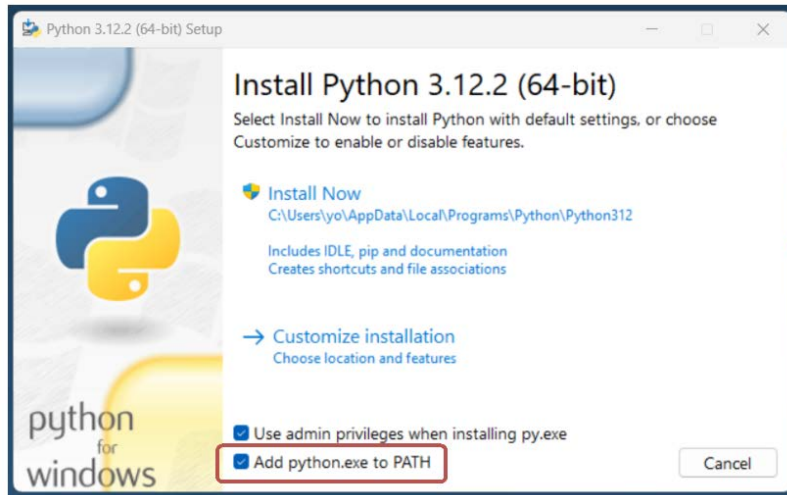 Python 3.12.2 (64-bit) Setup
Install Python 3.12.2 (64-bit)
Select Install Now to install Python with default settings, or choose
Customize to enable or disable features.
Install Now
C:\Users\yo\AppData\Local\Programs\Python\Python312
Includes IDLE, pip and documentation
Creates shortcuts and file associations
Customize installation
Choose location and features
python
for
windows
Use admin privileges when installing py.exe
Add python.exe to PATH
Cancel